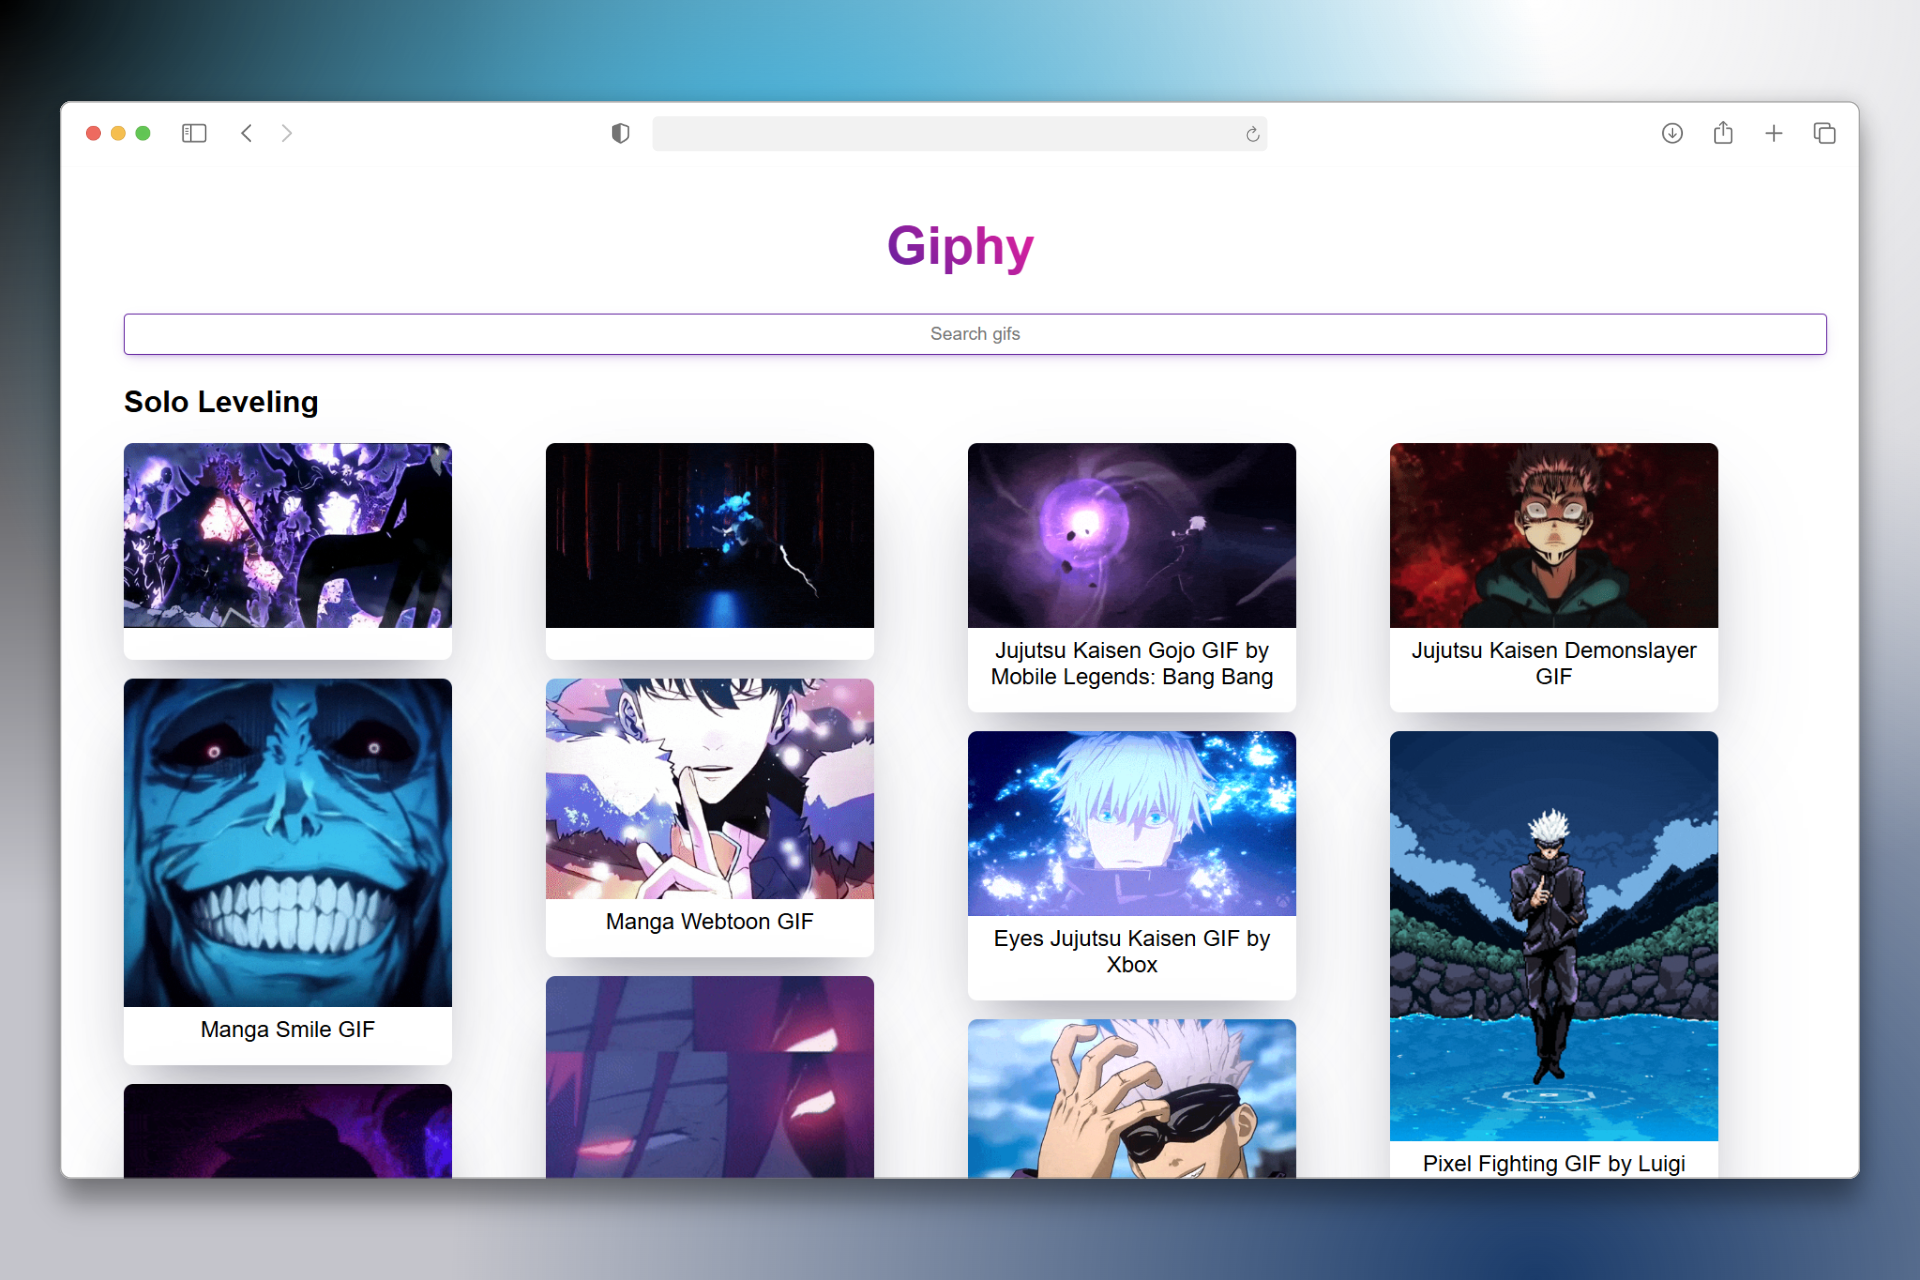 Giphy
Search gifs
Solo Leveling
Jujutsu Kaisen Gojo GIF by
Mobile Legends: Bang Bang
Jujutsu Kaisen Demonslayer
GIF
Manga Smile GIF
Manga Webtoon GIF
Eyes Jujutsu Kaisen GIF by
Xbox
Pixel Fighting GIF by Luigi